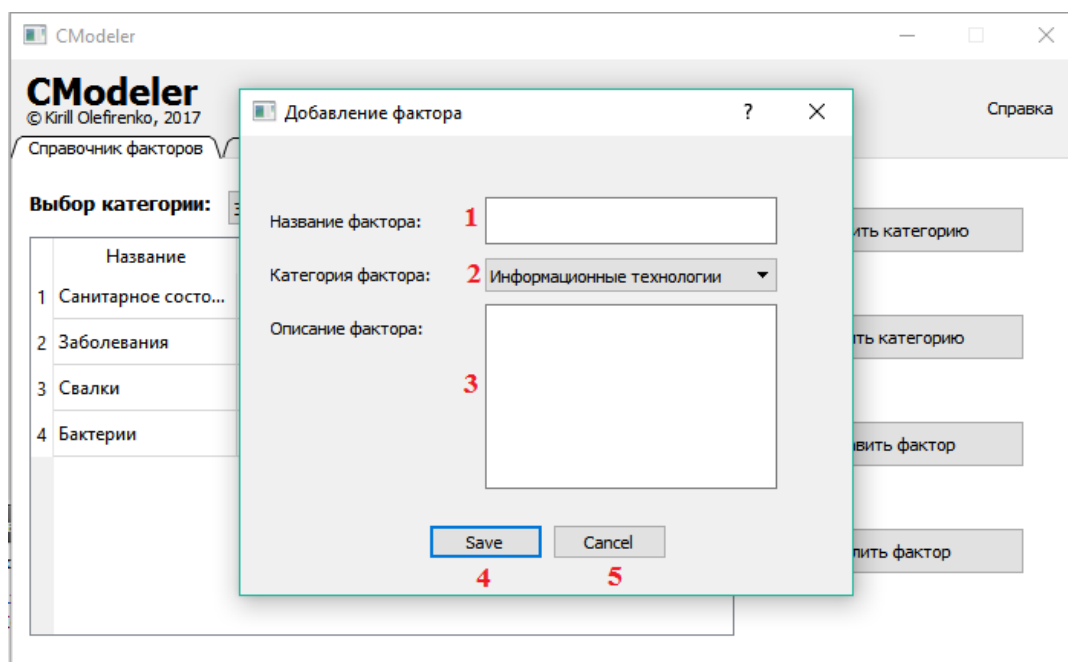 CModeler
CModeler
© Kirill Olefirenko, 2017
Справка
Справочник факторов
Выбор категории:
Название
1 Санитарное состо...
2 Заболевания
3 Свалки
4 Бактерии
Добавление фактора
?
Название фактора: 1
Категория фактора: 2 Информационные технологии
Описание фактора:
3
Save Cancel
4 5
ить категорию
ть категорию
вить фактор
лить фактор